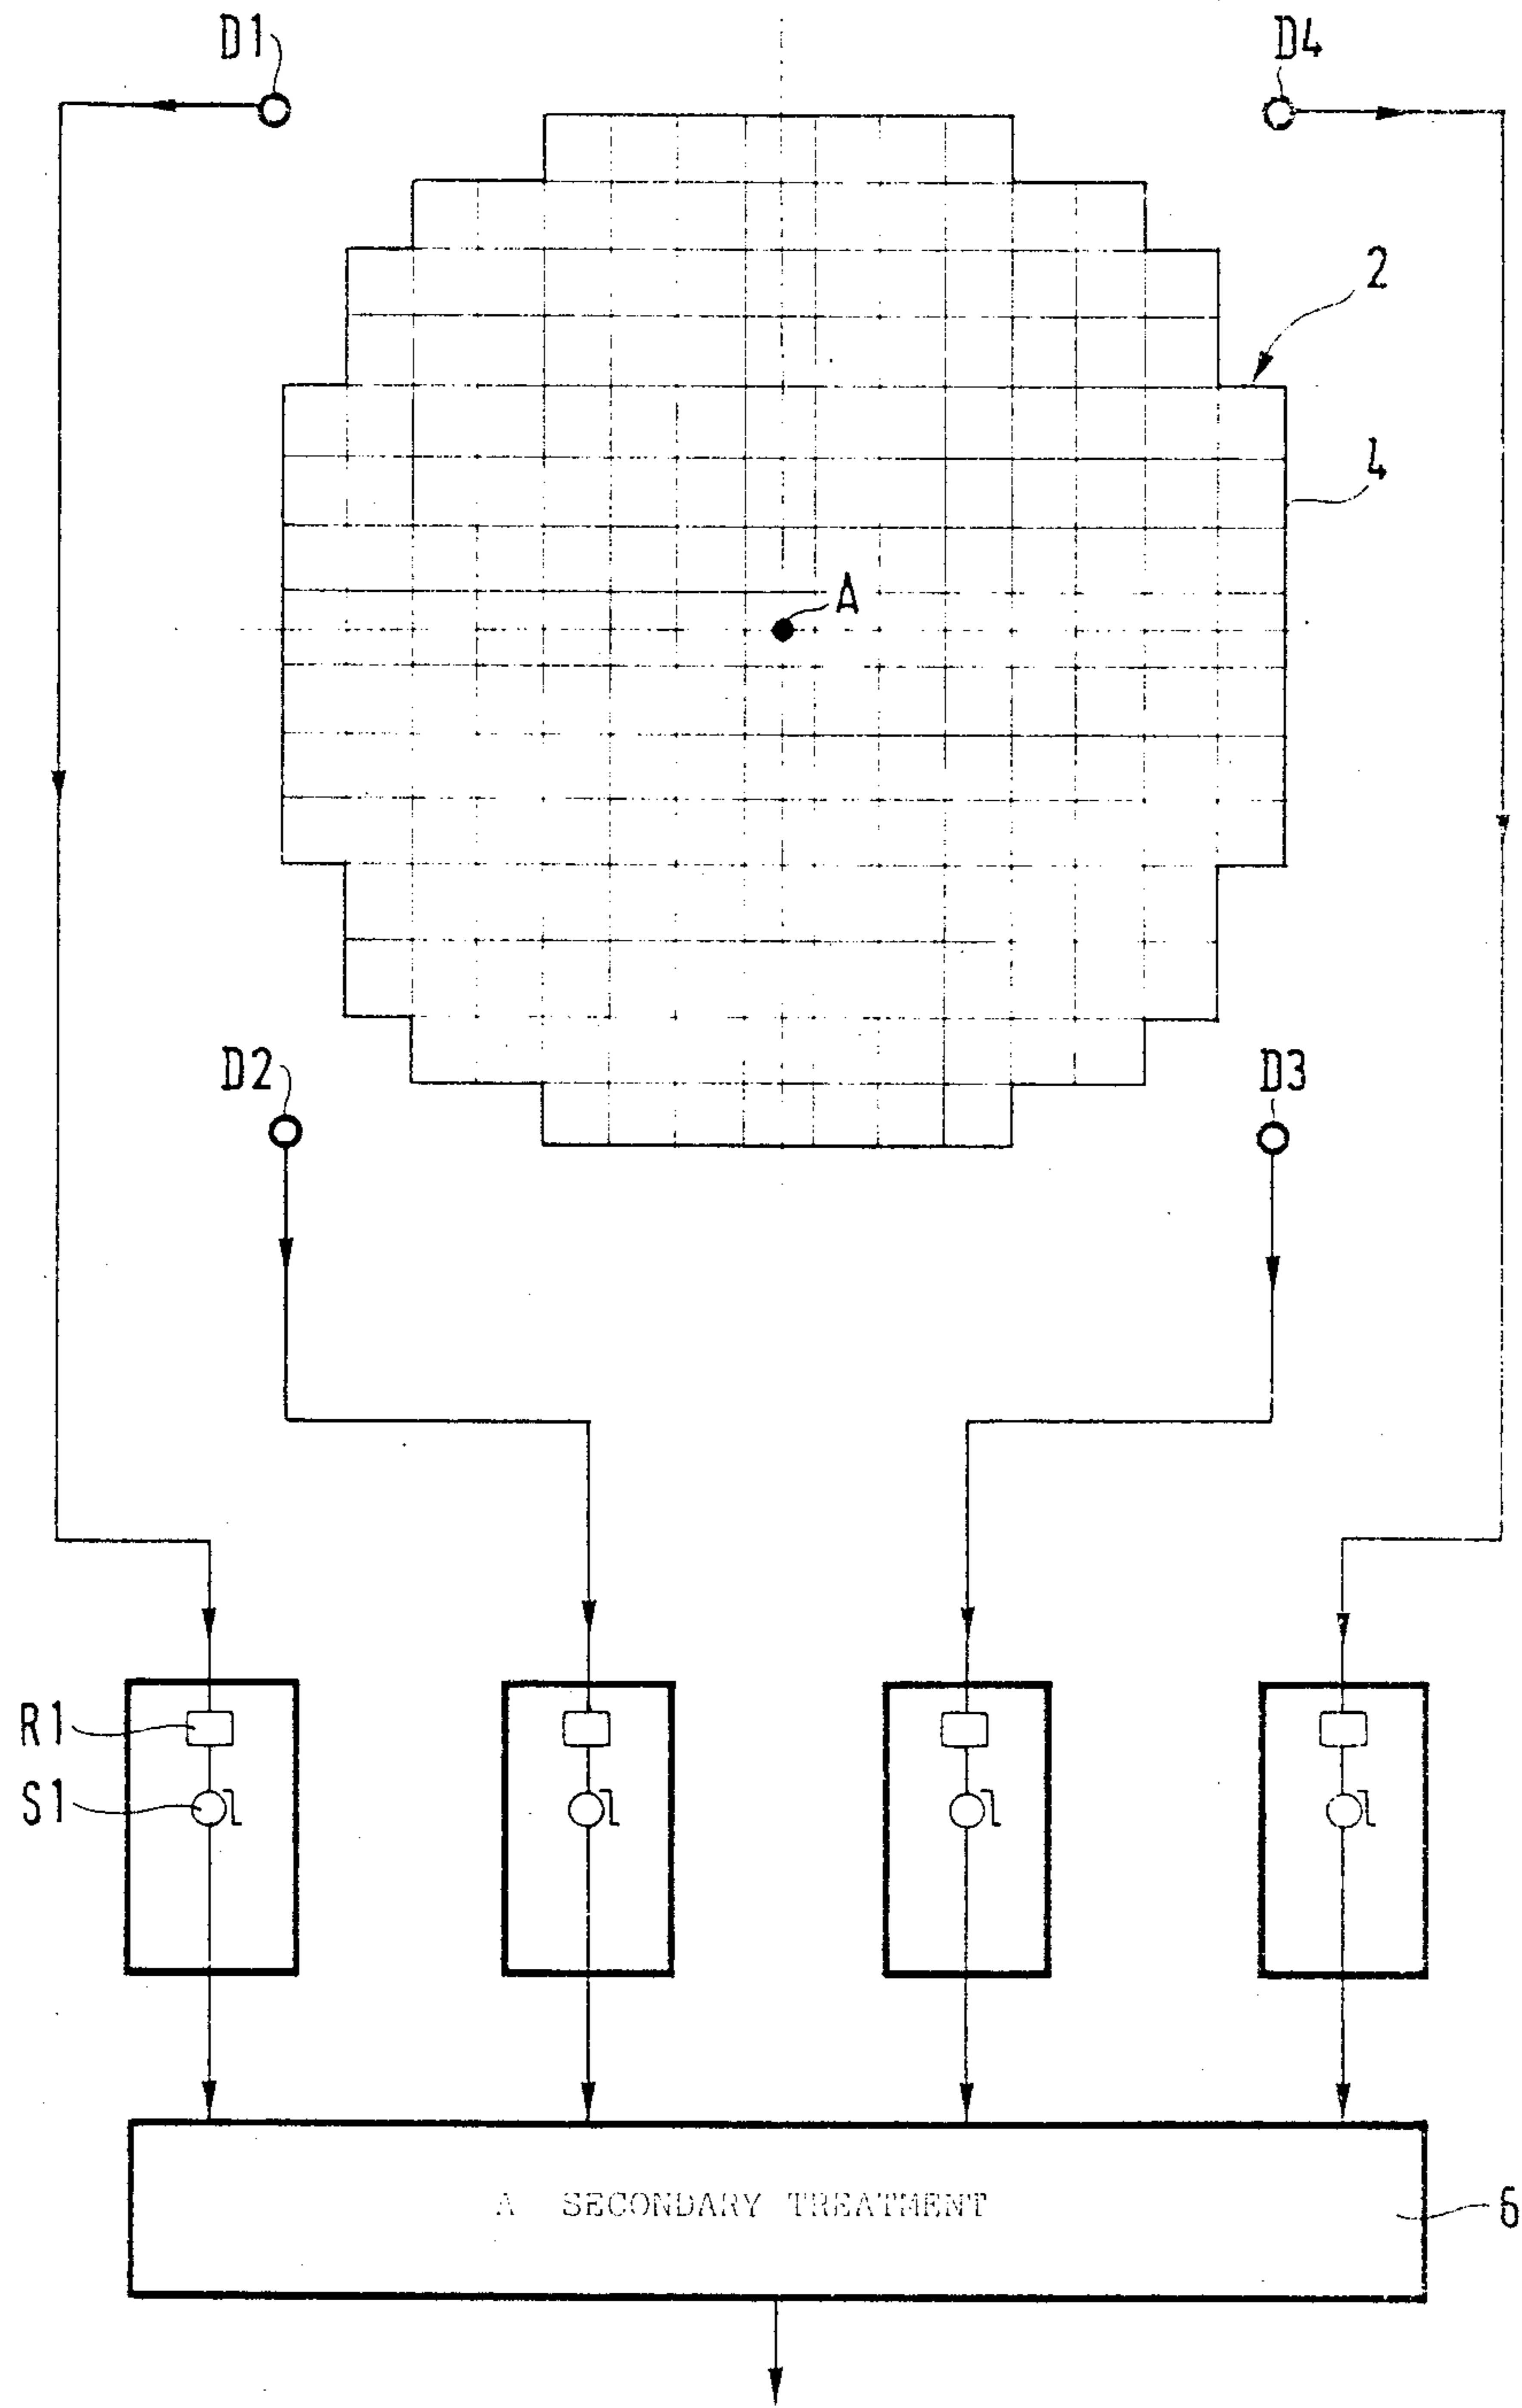 D1
D4
2
4
A
D2
D3
R1
S1
A SECONDARY TREATMENT
6